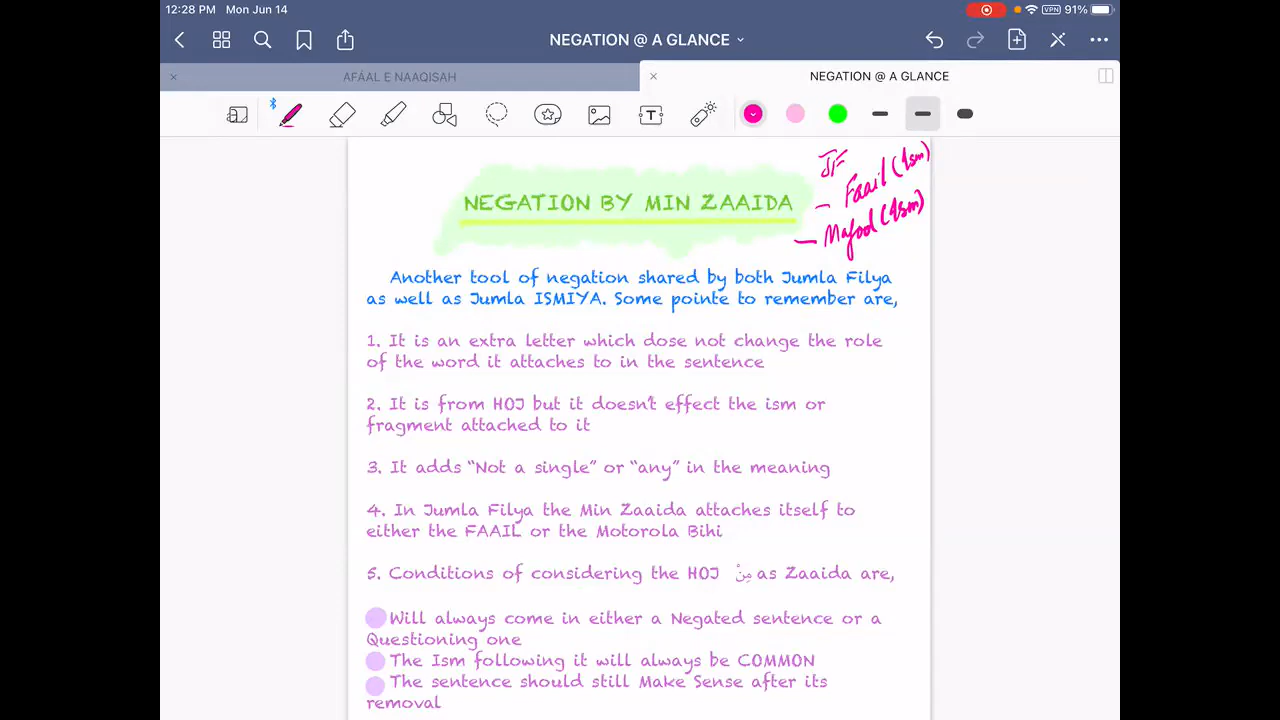 12:28 PM Mon Jun 14
VPN 91%
NEGATION @ A GLANCE
AFÁAL E NAAQISAH
NEGATION @ A GLANCE
JF
- Faail (Ism)
- Mafool (Ism)
NEGATION BY MIN ZAAIDA
Another tool of negation shared by both Jumla Filya
as well as Jumla ISMIYA. Some pointe to remember are,
1. It is an extra letter which dose not change the role
of the word it attaches to in the sentence
2. It is from HOJ but it doesn't effect the ism or
fragment attached to it
3. It adds “Not a single” or “any” in the meaning
4. In Jumla Filya the Min Zaaida attaches itself to
either the FAAIL or the Motorola Bihi
5. Conditions of considering the HOJ مِنْ as Zaaida are,
Will always come in either a Negated sentence or a
Questioning one
The Ism following it will always be COMMON
The sentence should still Make Sense after its
removal